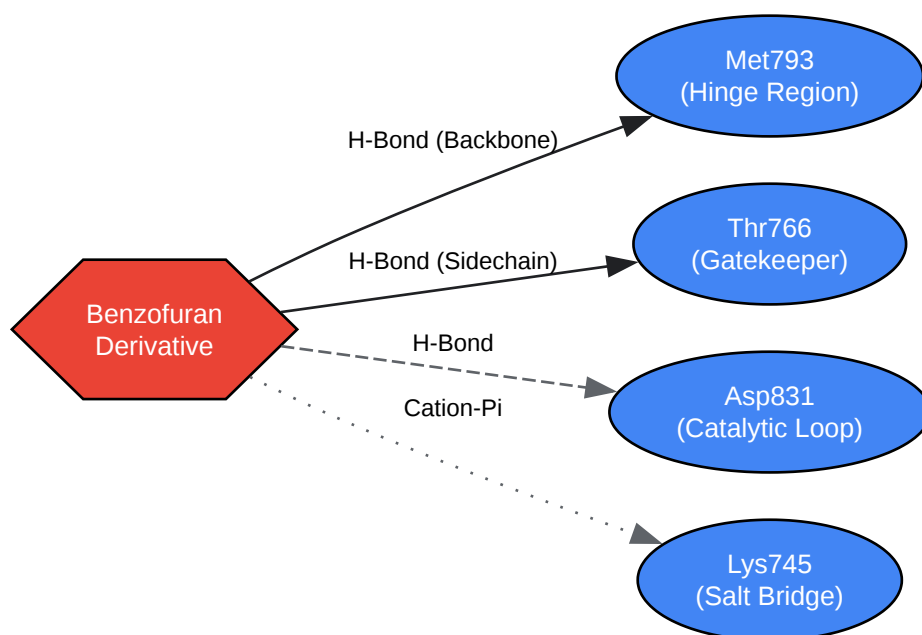 Met793
(Hinge Region)
H-Bond (Backbone)
Thr766
(Gatekeeper)
H-Bond (Sidechain)
Benzofuran
Derivative
H-Bond
Asp831
(Catalytic Loop)
Cation-Pi
Lys745
(Salt Bridge)